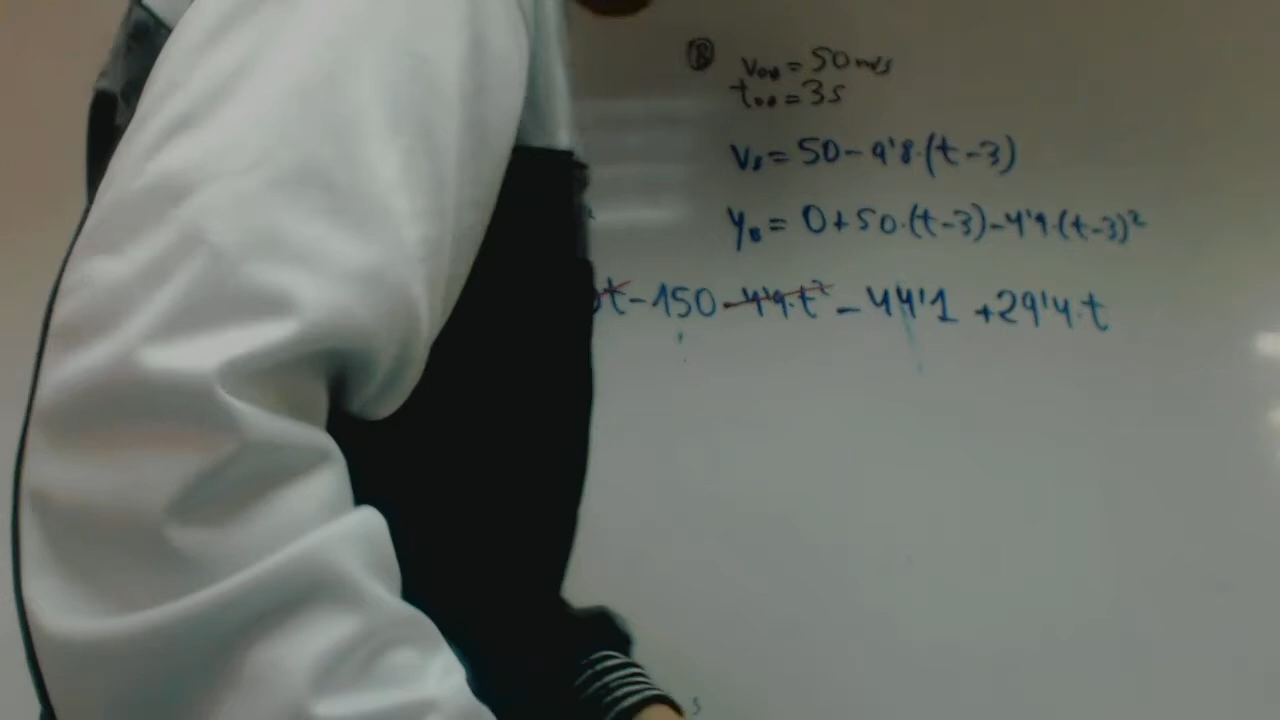 Ⓑ V₀B = 50 m/s
t₀B = 3s
VB = 50 - 9'8·(t-3)
yB = 0 + 50·(t-3) - 4'9·(t-3)²
t - 150 - 4'9·t² - 44'1 + 29'4·t